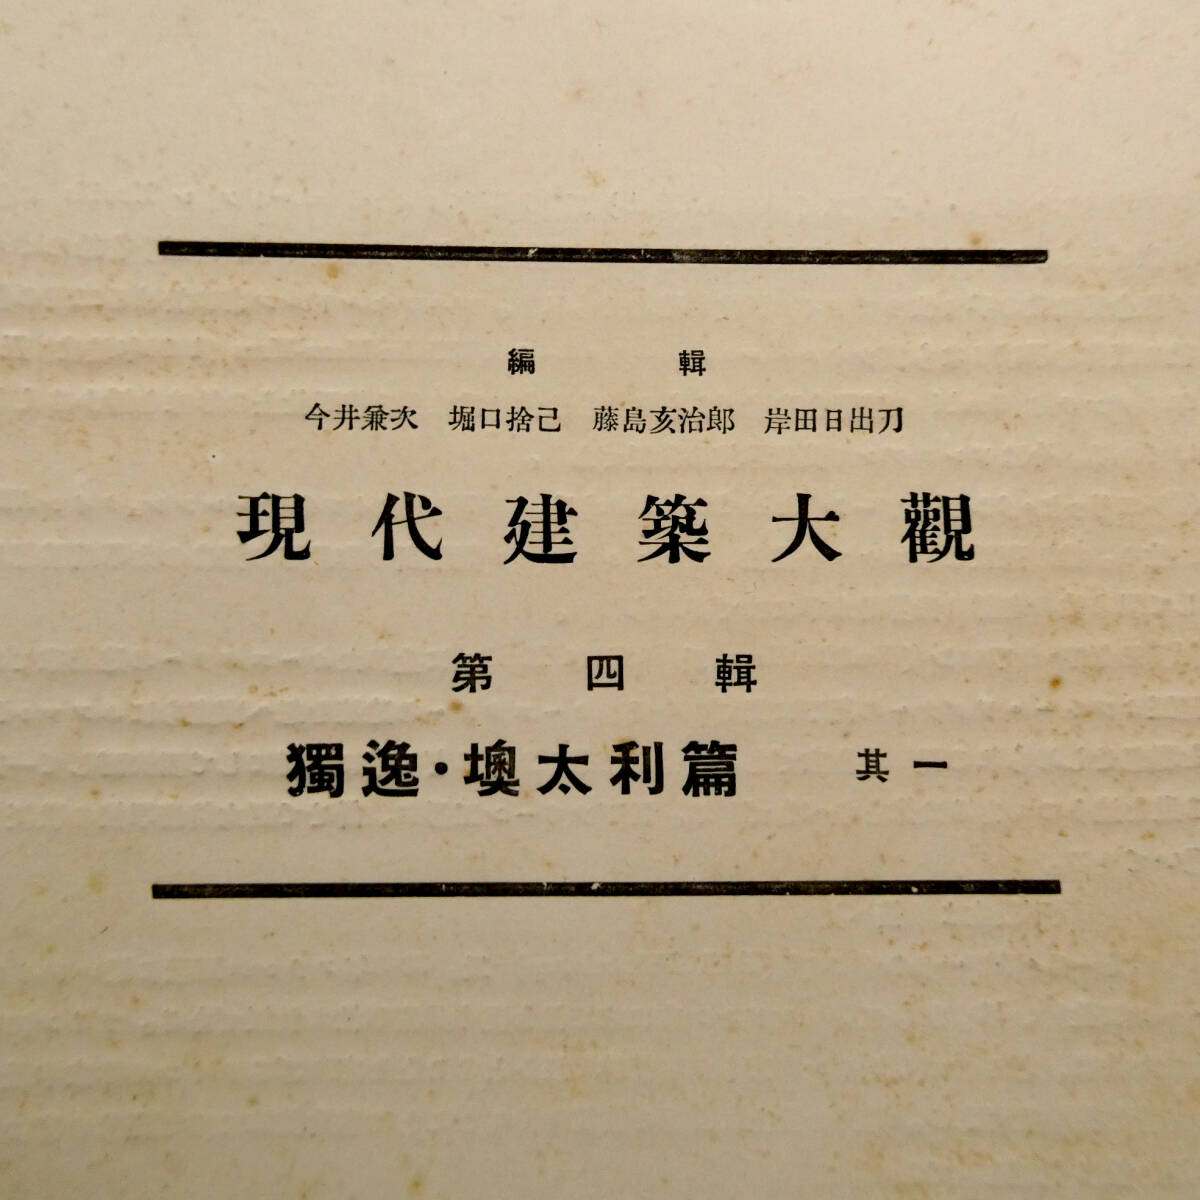 編輯
今井兼次 堀口捨己 藤島亥治郎 岸田日出刀
現代建築大觀
第四輯
獨逸・墺太利篇 其一